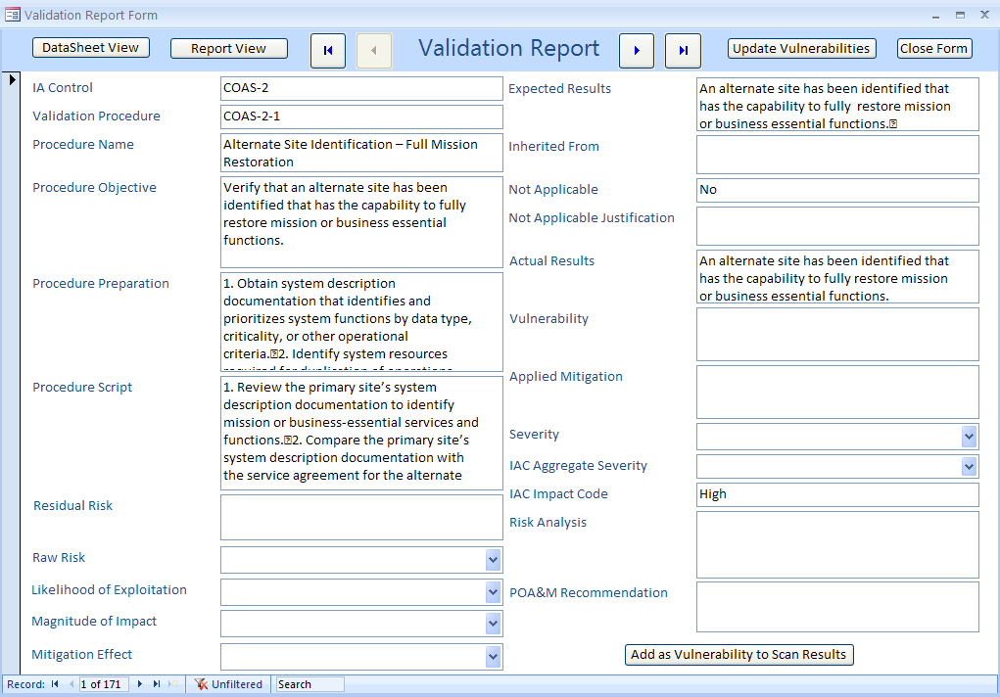 Validation Report Form
DataSheet View
Report View
Validation Report
Update Vulnerabilities
Close Form
IA Control
COAS-2
Validation Procedure
COAS-2-1
Procedure Name
Alternate Site Identification – Full Mission
Restoration
Procedure Objective
Verify that an alternate site has been
identified that has the capability to fully
restore mission or business essential
functions.
Procedure Preparation
1. Obtain system description
documentation that identifies and
prioritizes system functions by data type,
criticality, or other operational
criteria.⍰2. Identify system resources
required for duplication of operations
Procedure Script
1. Review the primary site’s system
description documentation to identify
mission or business-essential services and
functions.⍰2. Compare the primary site’s
system description documentation with
the service agreement for the alternate
Residual Risk
Raw Risk
Likelihood of Exploitation
Magnitude of Impact
Mitigation Effect
Expected Results
An alternate site has been identified that
has the capability to fully  restore mission
or business essential functions.⍰
Inherited From
Not Applicable
No
Not Applicable Justification
Actual Results
An alternate site has been identified that
has the capability to fully restore mission
or business essential functions.
Vulnerability
Applied Mitigation
Severity
IAC Aggregate Severity
IAC Impact Code
High
Risk Analysis
POA&M Recommendation
Add as Vulnerability to Scan Results
Record:
1 of 171
Unfiltered
Search